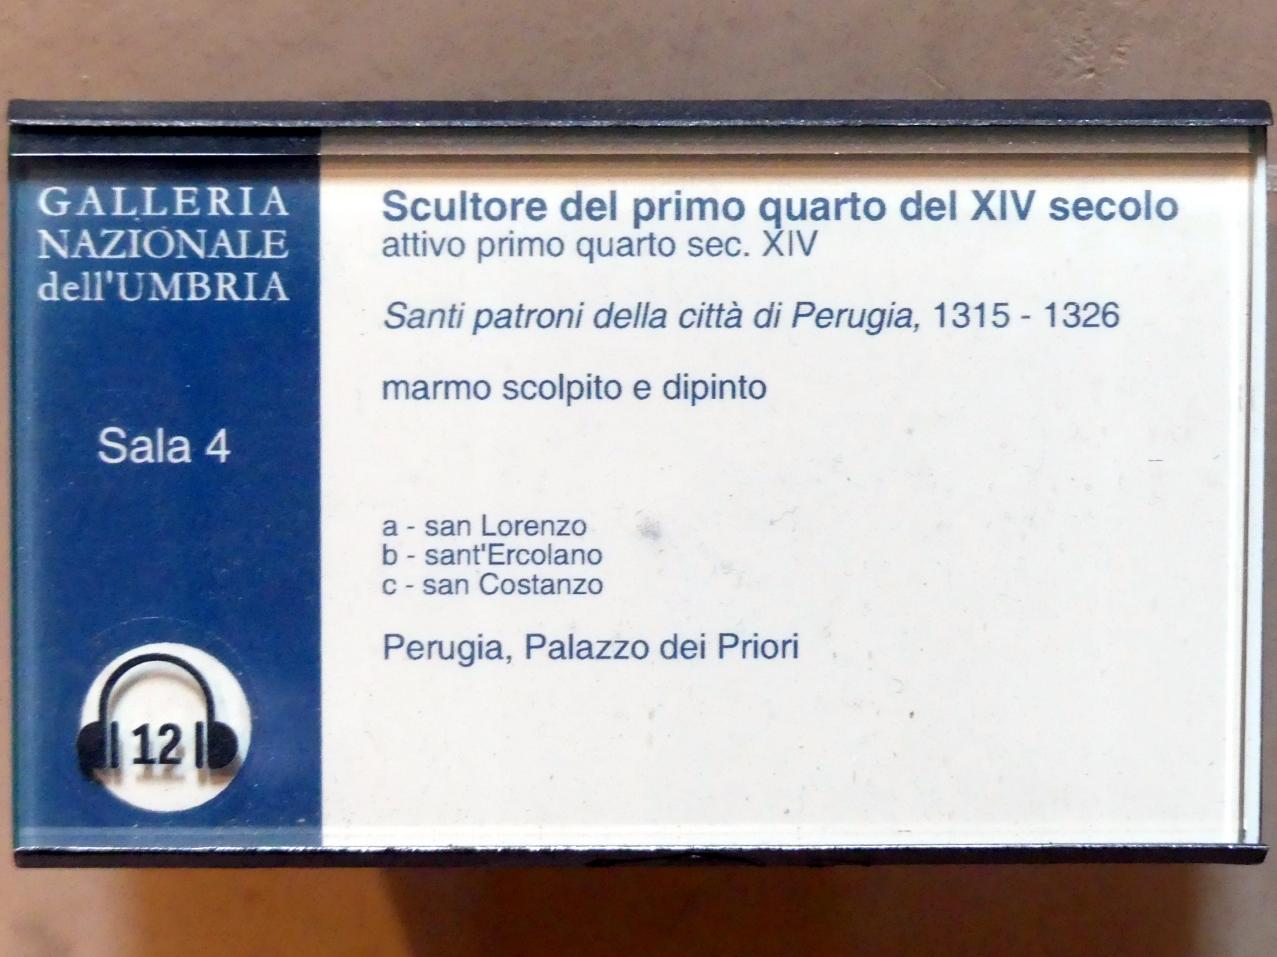 GALLERIA
NAZIONALE
dell'UMBRIA
Sala 4
12
Scultore del primo quarto del XIV secolo
attivo primo quarto sec. XIV
Santi patroni della città di Perugia, 1315 - 1326
marmo scolpito e dipinto
a - san Lorenzo
b - sant'Ercolano
c - san Costanzo
Perugia, Palazzo dei Priori